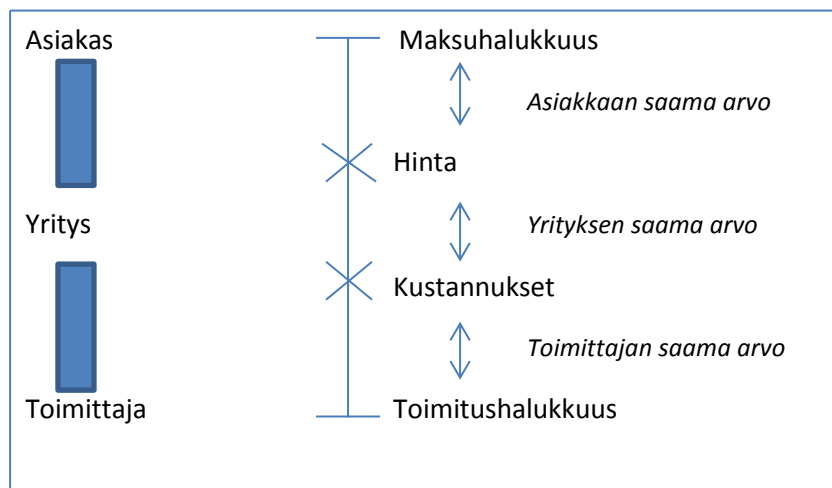 Asiakas
Maksuhalukkuus
Asiakkaan saama arvo
Hinta
Yritys
Yrityksen saama arvo
Kustannukset
Toimittajan saama arvo
Toimittaja
Toimitushalukkuus